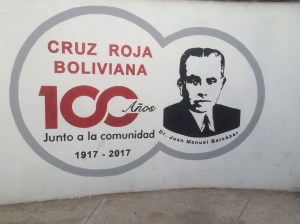 CRUZ ROJA
BOLIVIANA
100 Años
Junto a la comunidad
1917 - 2017
Dr. Juan Manuel Balcázar